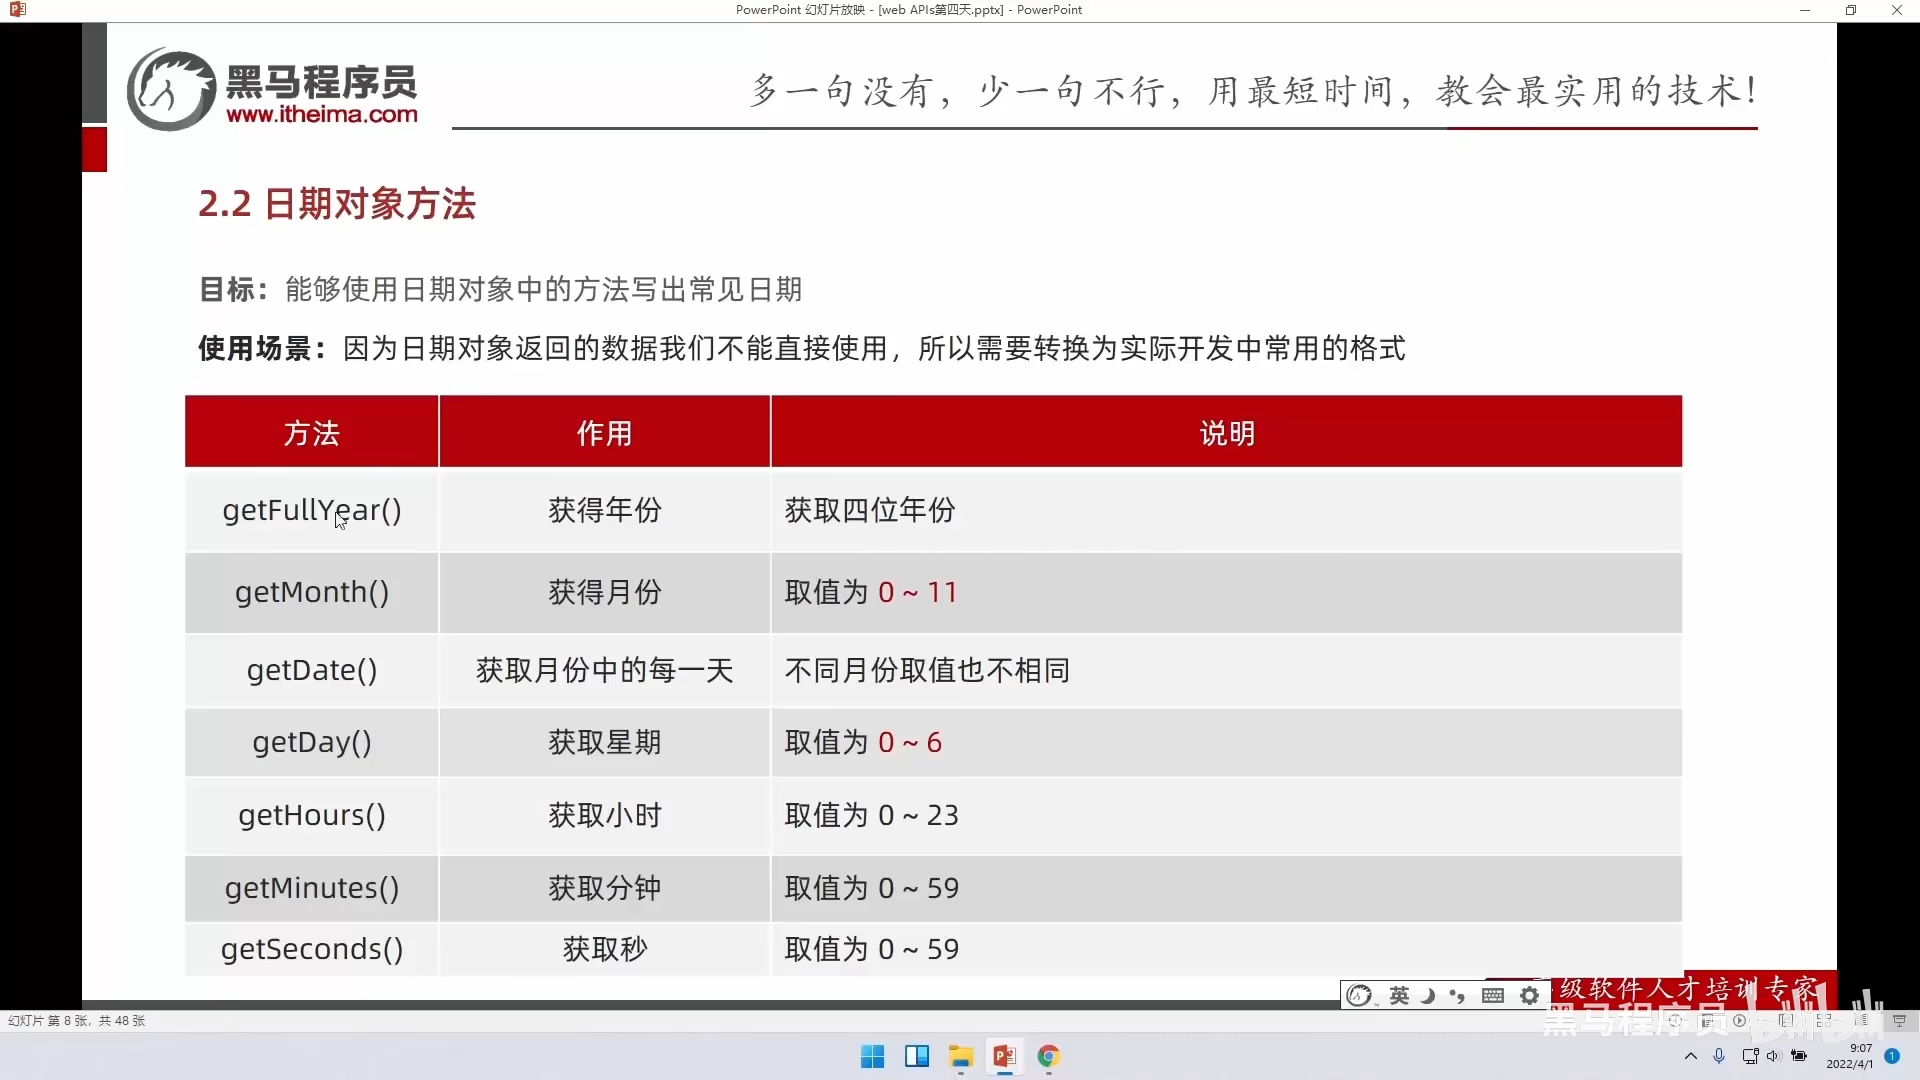 PowerPoint 幻灯片放映 - [web APIs第四天.pptx] - PowerPoint
黑马程序员
www.itheima.com
多一句没有，少一句不行，用最短时间，教会最实用的技术！
2.2 日期对象方法
目标：能够使用日期对象中的方法写出常见日期
使用场景：因为日期对象返回的数据我们不能直接使用，所以需要转换为实际开发中常用的格式
方法 作用 说明
getFullYear() 获得年份 获取四位年份
getMonth() 获得月份 取值为 0 ~ 11
getDate() 获取月份中的每一天 不同月份取值也不相同
getDay() 获取星期 取值为 0 ~ 6
getHours() 获取小时 取值为 0 ~ 23
getMinutes() 获取分钟 取值为 0 ~ 59
getSeconds() 获取秒 取值为 0 ~ 59
英
级软件人才培训专家
黑马程序员
幻灯片 第 8 张，共 48 张
9:07
2022/4/1
1